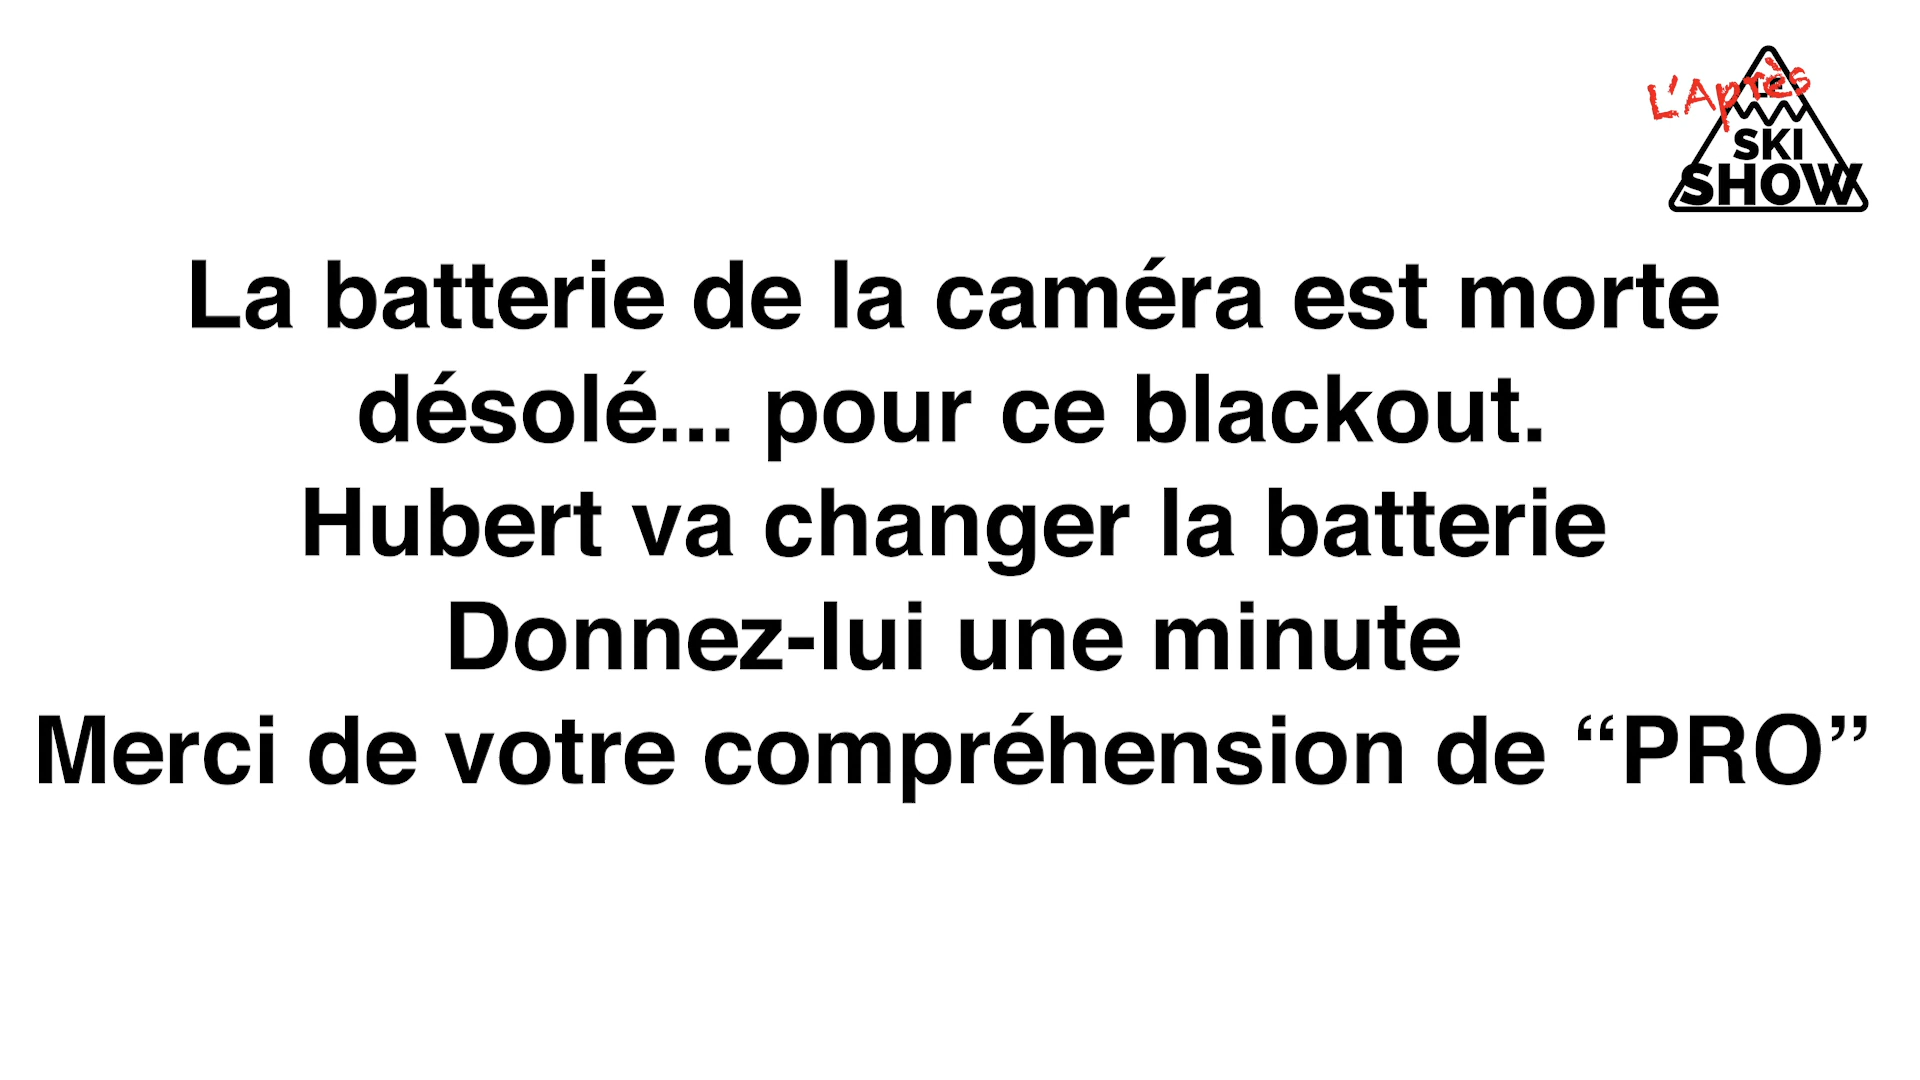 L'Après
SKI
SHOW
La batterie de la caméra est morte
désolé... pour ce blackout.
Hubert va changer la batterie
Donnez-lui une minute
Merci de votre compréhension de “PRO”